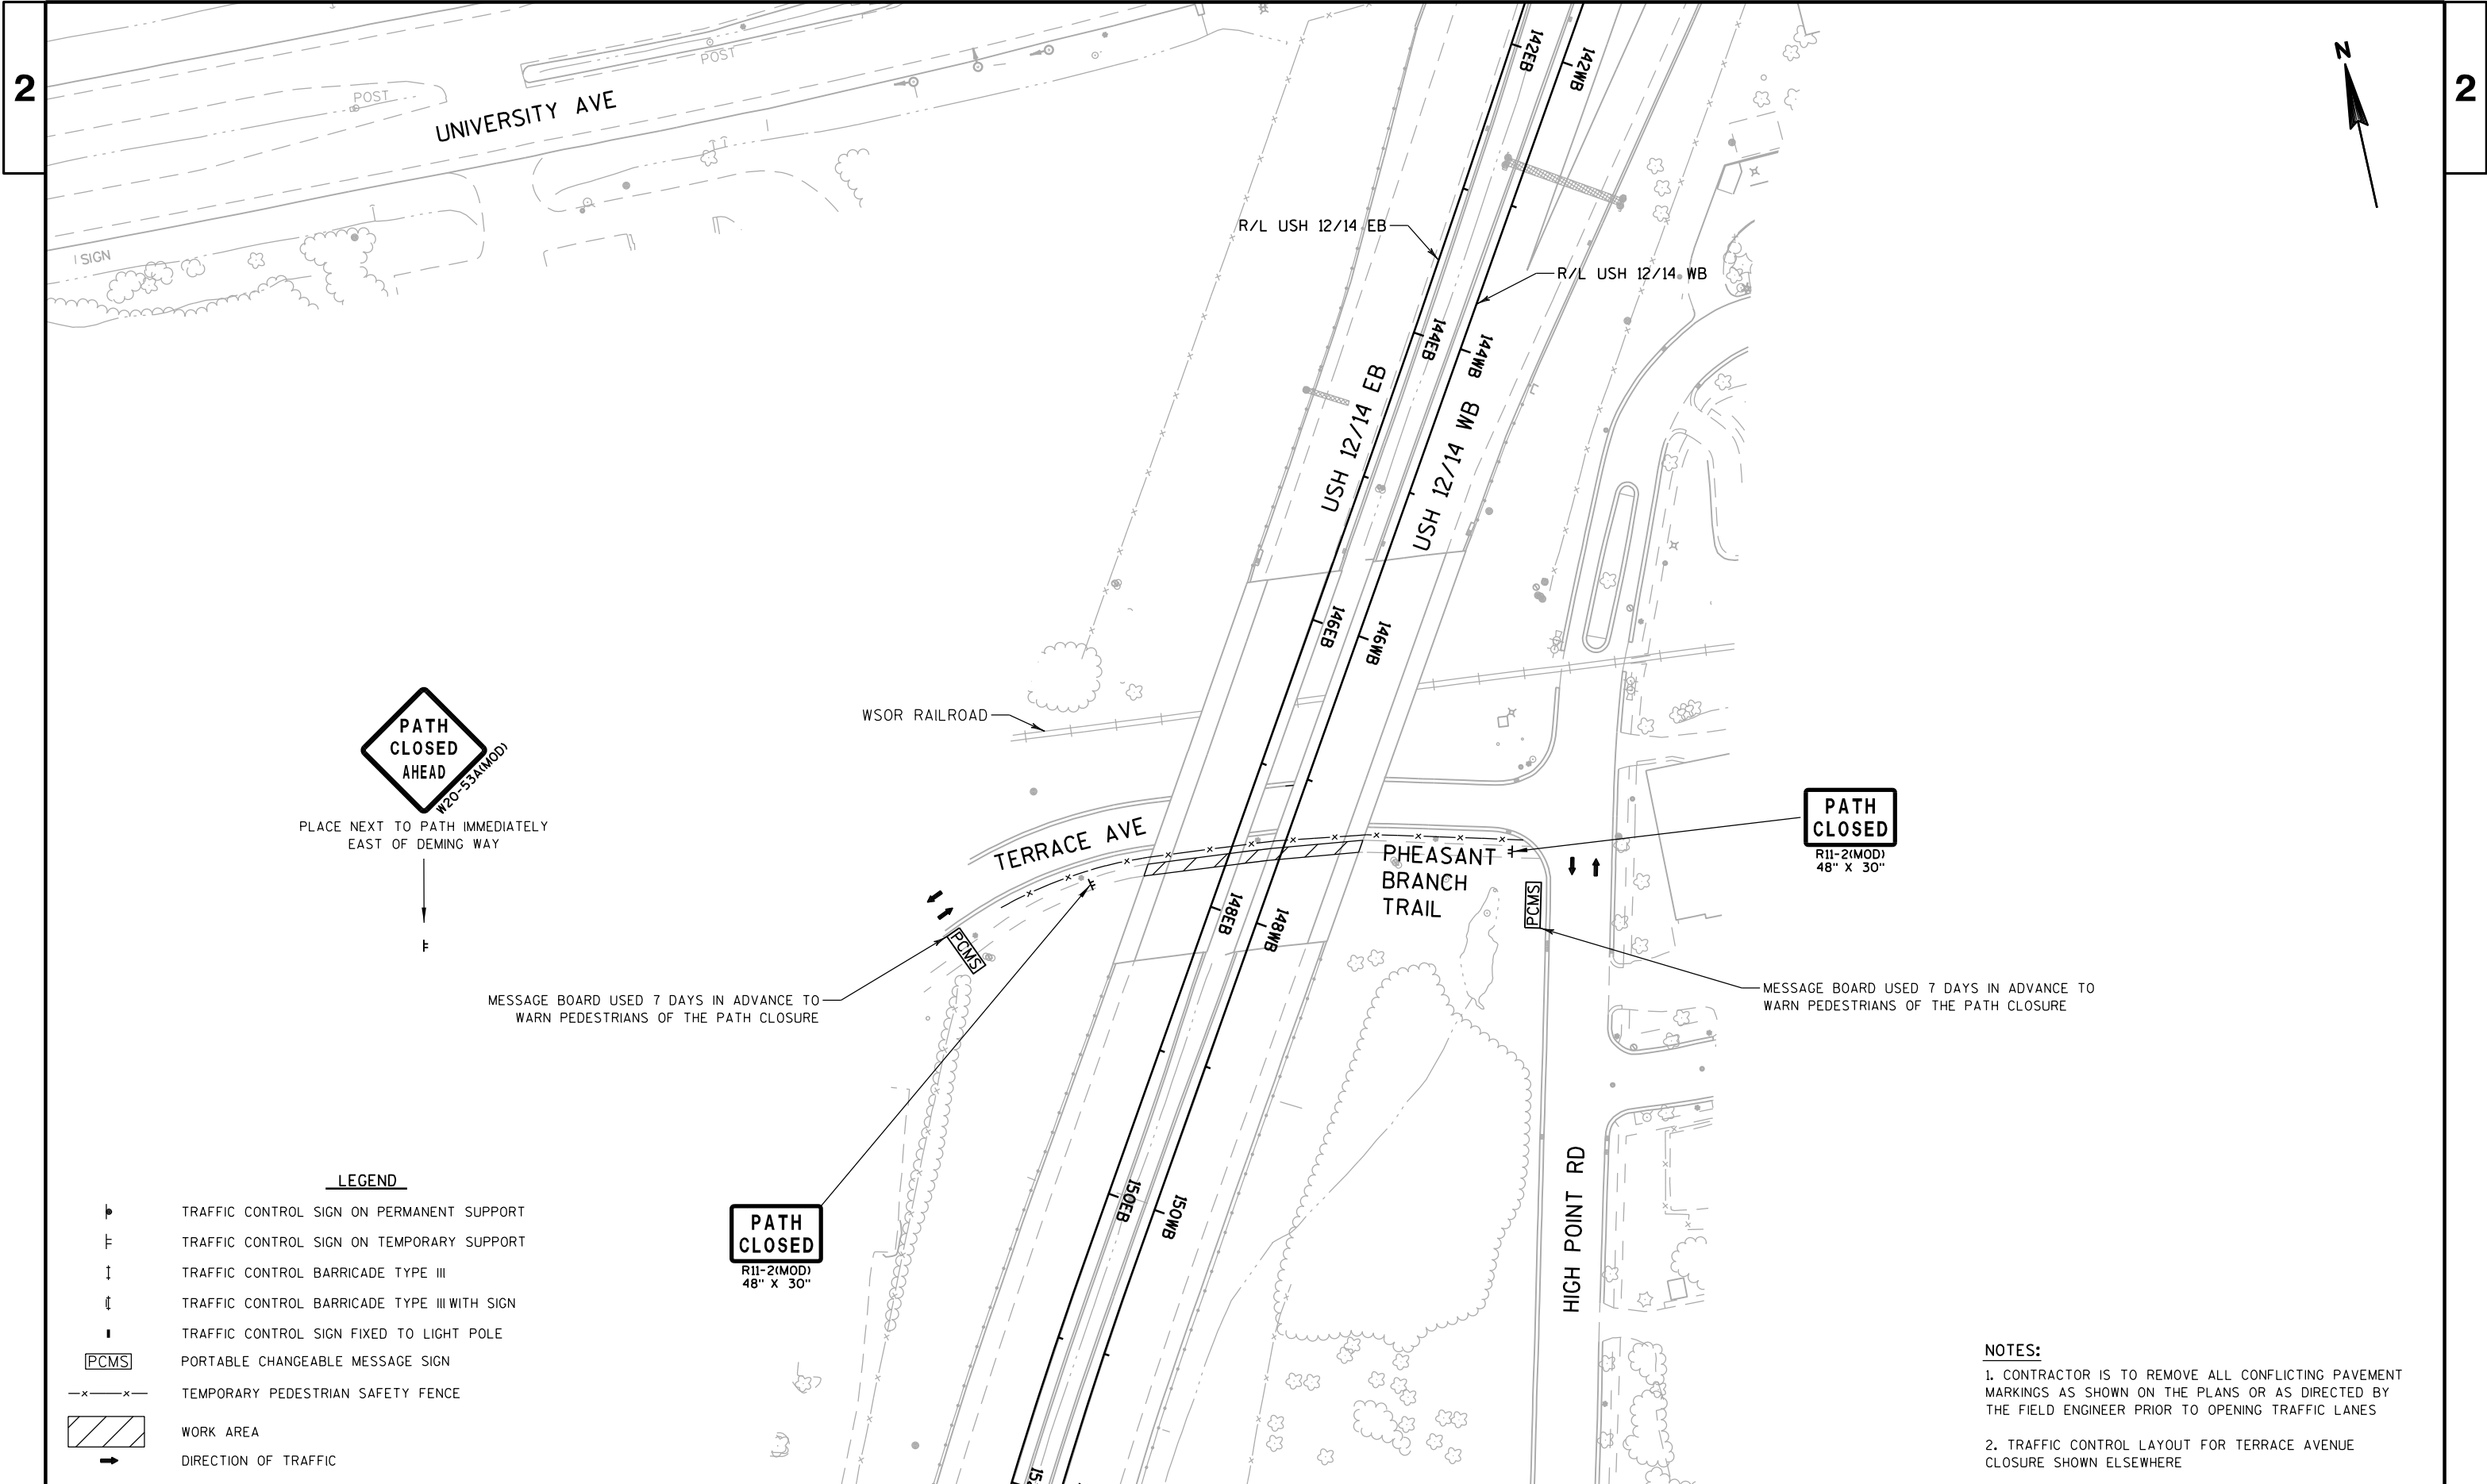 2
2
N
POST
POST
UNIVERSITY AVE
SIGN
142EB
142WB
R/L USH 12/14 EB
R/L USH 12/14 WB
144EB
144WB
USH 12/14 EB
USH 12/14 WB
146EB
146WB
WSOR RAILROAD
PATH
CLOSED
AHEAD
W20-53A(MOD)
PLACE NEXT TO PATH IMMEDIATELY
EAST OF DEMING WAY
TERRACE AVE
PHEASANT
BRANCH
TRAIL
PATH
CLOSED
R11-2(MOD)
48" X 30"
PCMS
PCMS
148EB
148WB
MESSAGE BOARD USED 7 DAYS IN ADVANCE TO
WARN PEDESTRIANS OF THE PATH CLOSURE
MESSAGE BOARD USED 7 DAYS IN ADVANCE TO
WARN PEDESTRIANS OF THE PATH CLOSURE
150EB
150WB
HIGH POINT RD
PATH
CLOSED
R11-2(MOD)
48" X 30"
LEGEND
TRAFFIC CONTROL SIGN ON PERMANENT SUPPORT
TRAFFIC CONTROL SIGN ON TEMPORARY SUPPORT
TRAFFIC CONTROL BARRICADE TYPE III
TRAFFIC CONTROL BARRICADE TYPE III WITH SIGN
TRAFFIC CONTROL SIGN FIXED TO LIGHT POLE
PCMS PORTABLE CHANGEABLE MESSAGE SIGN
TEMPORARY PEDESTRIAN SAFETY FENCE
WORK AREA
DIRECTION OF TRAFFIC
NOTES:
1. CONTRACTOR IS TO REMOVE ALL CONFLICTING PAVEMENT
MARKINGS AS SHOWN ON THE PLANS OR AS DIRECTED BY
THE FIELD ENGINEER PRIOR TO OPENING TRAFFIC LANES
2. TRAFFIC CONTROL LAYOUT FOR TERRACE AVENUE
CLOSURE SHOWN ELSEWHERE